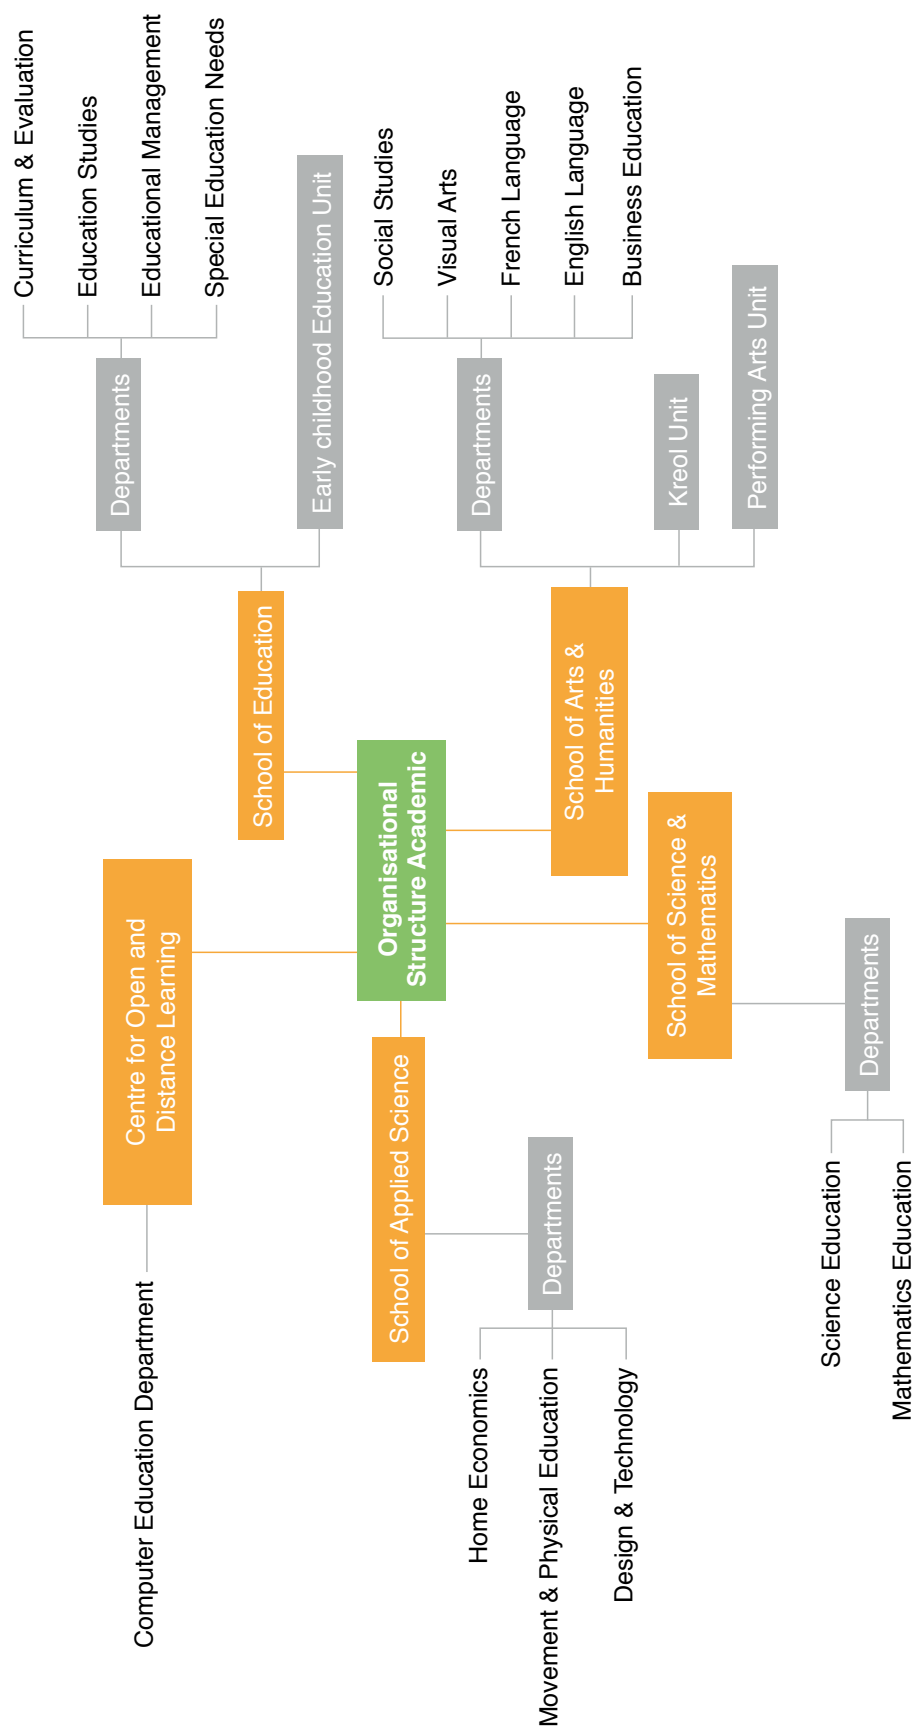 Computer Education Department
Centre for Open and
Distance Learning
School of Education
Departments
Curriculum & Evaluation
Education Studies
Educational Management
Special Education Needs
Early childhood Education Unit
Organisational
Structure Academic
School of Applied Science
Departments
Home Economics
Movement & Physical Education
Design & Technology
School of Arts &
Humanities
Departments
Social Studies
Visual Arts
French Language
English Language
Business Education
Kreol Unit
Performing Arts Unit
School of Science &
Mathematics
Departments
Science Education
Mathematics Education